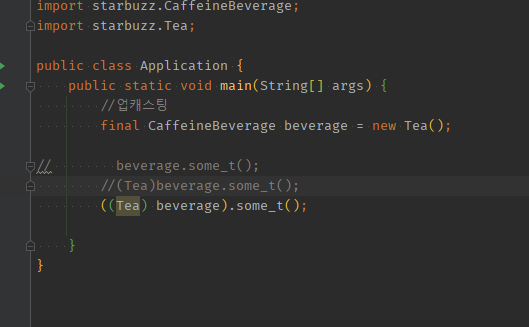 import starbuzz.CaffeineBeverage;
import starbuzz.Tea;
public class Application {
public static void main(String[] args) {
//업캐스팅
final CaffeineBeverage beverage = new Tea();
//        beverage.some_t();
//(Tea)beverage.some_t();
((Tea) beverage).some_t();
}
}